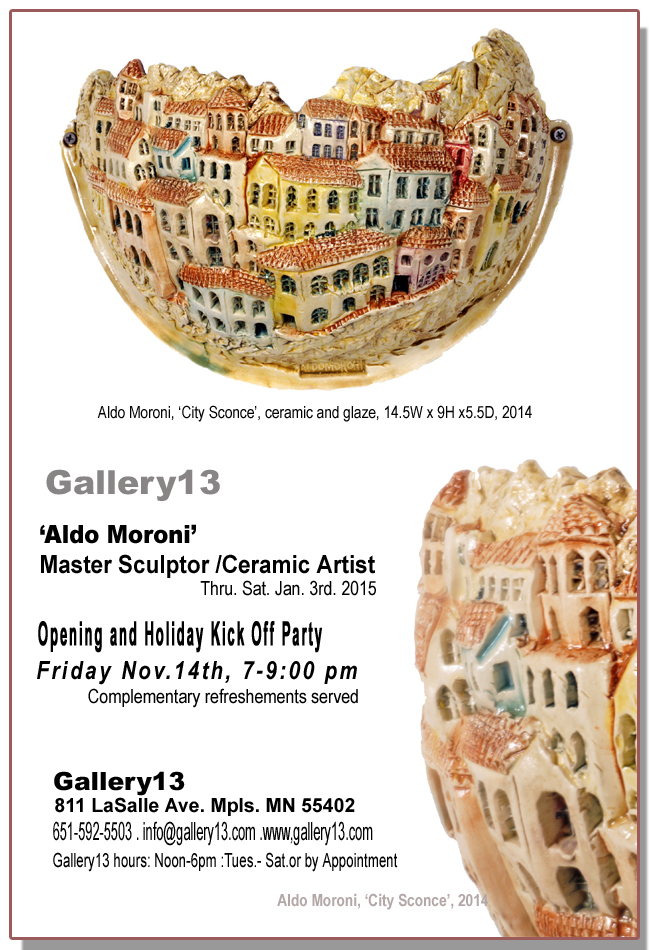 ALDOMORONI
Aldo Moroni, ‘City Sconce’, ceramic and glaze, 14.5W x 9H x5.5D, 2014
Gallery13
‘Aldo Moroni’
Master Sculptor /Ceramic Artist
Thru. Sat. Jan. 3rd. 2015
Opening and Holiday Kick Off Party
Friday Nov.14th, 7-9:00 pm
Complementary refreshements served
Gallery13
811 LaSalle Ave. Mpls. MN 55402
651-592-5503 . info@gallery13.com .www,gallery13.com
Gallery13 hours: Noon-6pm :Tues.- Sat.or by Appointment
Aldo Moroni, ‘City Sconce’, 2014